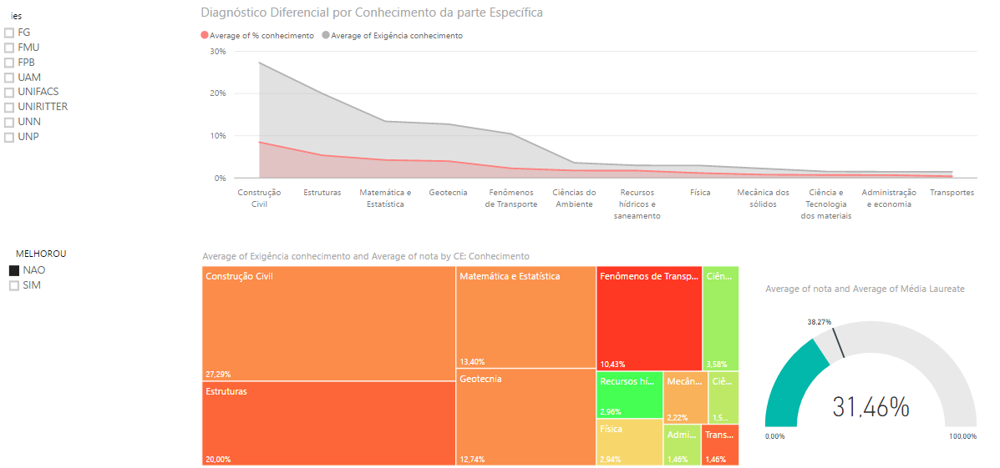 ies
FG
FMU
FPB
UAM
UNIFACS
UNIRITTER
UNN
UNP
Diagnóstico Diferencial por Conhecimento da parte Específica
Average of % conhecimento Average of Exigência conhecimento
30%
20%
10%
0%
Construção Civil
Estruturas
Matemática e Estatística
Geotecnia
Fenômenos de Transporte
Ciências do Ambiente
Recursos hídricos e saneamento
Física
Mecânica dos sólidos
Ciência e Tecnologia dos materiais
Administração e economia
Transportes
MELHOROU
NAO
SIM
Average of Exigência conhecimento and Average of nota by CE: Conhecimento
Construção Civil
27,29%
Estruturas
20,00%
Matemática e Estatística
13,40%
Geotecnia
12,74%
Fenômenos de Transp...
10,43%
Ciên...
3,58%
Recursos hí...
2,96%
Física
2,94%
Mecân...
2,22%
Ciê...
1,5...
Admi...
1,46%
Trans...
1,46%
Average of nota and Average of Média Laureate
38,27%
31,46%
0,00%
100,00%